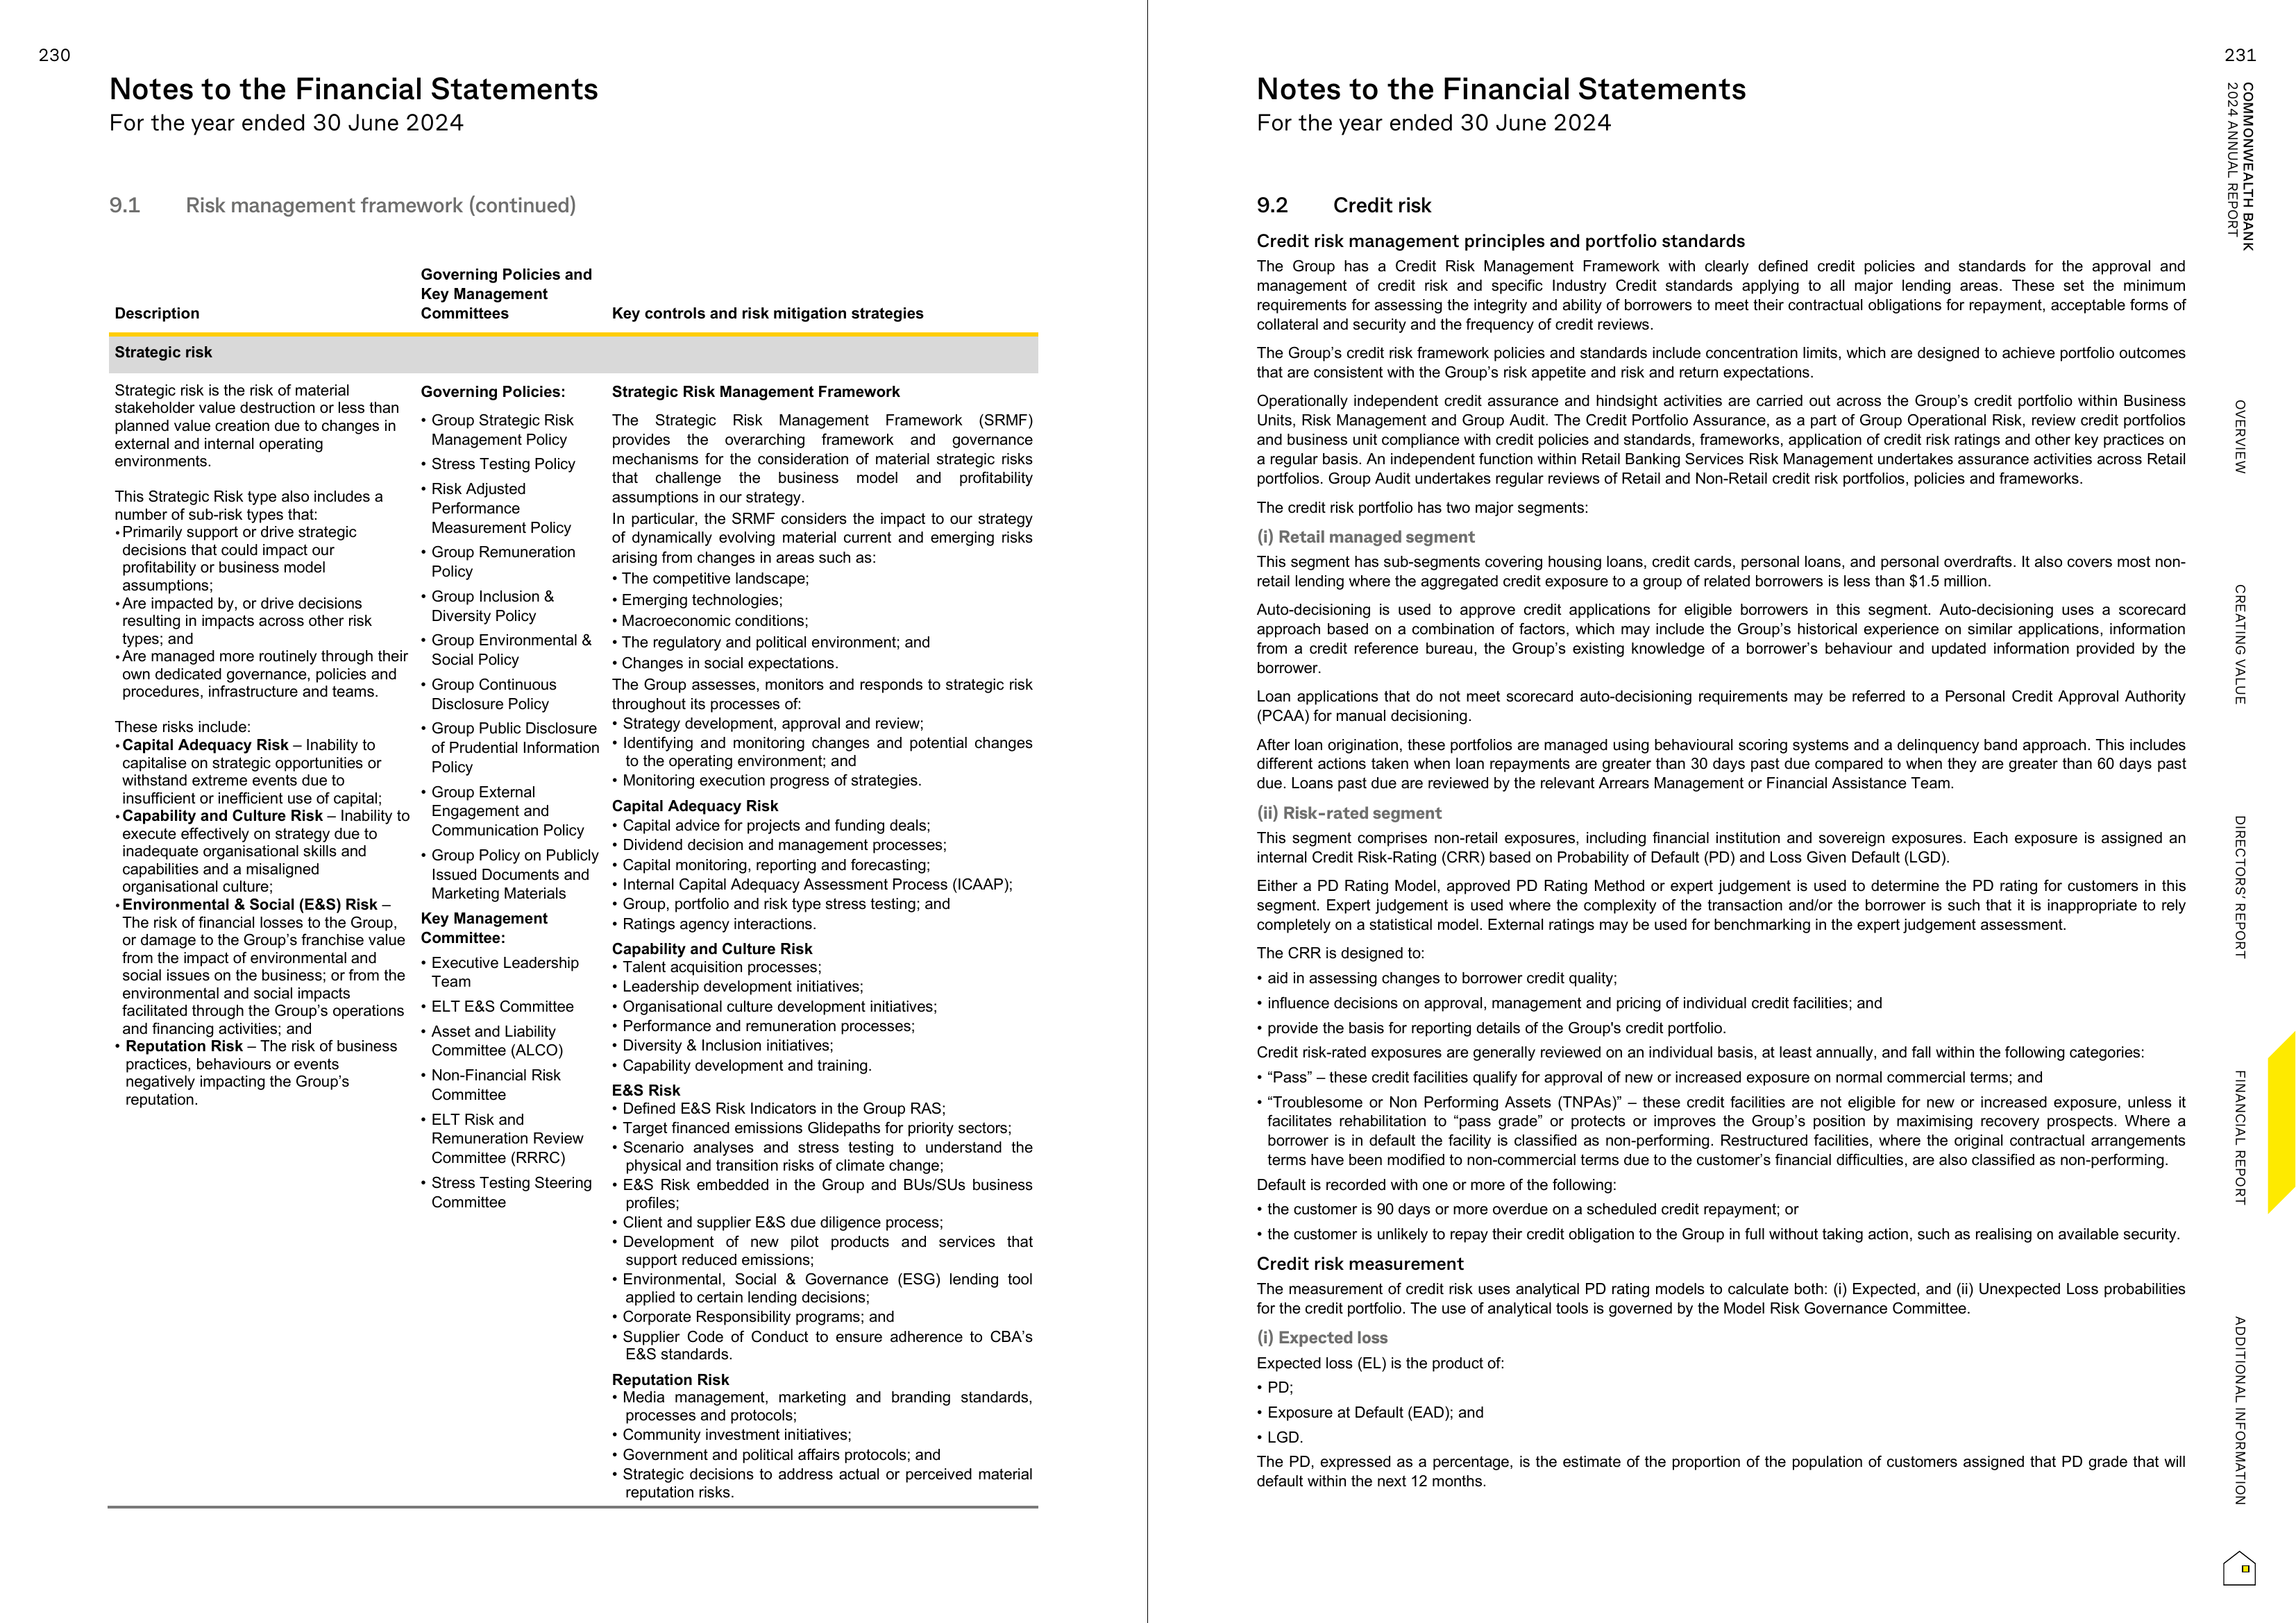 230
Notes to the Financial Statements
For the year ended 30 June 2024
9.1 Risk management framework (continued)
Description
Governing Policies and
Key Management
Committees
Key controls and risk mitigation strategies
Strategic risk
Strategic risk is the risk of material
stakeholder value destruction or less than
planned value creation due to changes in
external and internal operating
environments.
This Strategic Risk type also includes a
number of sub-risk types that:
• Primarily support or drive strategic
decisions that could impact our
profitability or business model
assumptions;
• Are impacted by, or drive decisions
resulting in impacts across other risk
types; and
• Are managed more routinely through their
own dedicated governance, policies and
procedures, infrastructure and teams.
These risks include:
• Capital Adequacy Risk – Inability to
capitalise on strategic opportunities or
withstand extreme events due to
insufficient or inefficient use of capital;
• Capability and Culture Risk – Inability to
execute effectively on strategy due to
inadequate organisational skills and
capabilities and a misaligned
organisational culture;
• Environmental & Social (E&S) Risk –
The risk of financial losses to the Group,
or damage to the Group's franchise value
from the impact of environmental and
social issues on the business; or from the
environmental and social impacts
facilitated through the Group's operations
and financing activities; and
• Reputation Risk – The risk of business
practices, behaviours or events
negatively impacting the Group's
reputation.
Governing Policies:
• Group Strategic Risk
Management Policy
• Stress Testing Policy
• Risk Adjusted
Performance
Measurement Policy
• Group Remuneration
Policy
• Group Inclusion &
Diversity Policy
• Group Environmental &
Social Policy
• Group Continuous
Disclosure Policy
• Group Public Disclosure
of Prudential Information
Policy
• Group External
Engagement and
Communication Policy
• Group Policy on Publicly
Issued Documents and
Marketing Materials
Key Management
Committee:
• Executive Leadership
Team
• ELT E&S Committee
• Asset and Liability
Committee (ALCO)
• Non-Financial Risk
Committee
• ELT Risk and
Remuneration Review
Committee (RRRC)
• Stress Testing Steering
Committee
Strategic Risk Management Framework
The Strategic Risk Management Framework (SRMF)
provides the overarching framework and governance
mechanisms for the consideration of material strategic risks
that challenge the business model and profitability
assumptions in our strategy.
In particular, the SRMF considers the impact to our strategy
of dynamically evolving material current and emerging risks
arising from changes in areas such as:
• The competitive landscape;
• Emerging technologies;
• Macroeconomic conditions;
• The regulatory and political environment; and
• Changes in social expectations.
The Group assesses, monitors and responds to strategic risk
throughout its processes of:
• Strategy development, approval and review;
• Identifying and monitoring changes and potential changes
to the operating environment; and
• Monitoring execution progress of strategies.
Capital Adequacy Risk
• Capital advice for projects and funding deals;
• Dividend decision and management processes;
• Capital monitoring, reporting and forecasting;
• Internal Capital Adequacy Assessment Process (ICAAP);
• Group, portfolio and risk type stress testing; and
• Ratings agency interactions.
Capability and Culture Risk
• Talent acquisition processes;
• Leadership development initiatives;
• Organisational culture development initiatives;
• Performance and remuneration processes;
• Diversity & Inclusion initiatives;
• Capability development and training.
E&S Risk
• Defined E&S Risk Indicators in the Group RAS;
• Target financed emissions Glidepaths for priority sectors;
• Scenario analyses and stress testing to understand the
physical and transition risks of climate change;
• E&S Risk embedded in the Group and BUs/SUs business
profiles;
• Client and supplier E&S due diligence process;
• Development of new pilot products and services that
support reduced emissions;
• Environmental, Social & Governance (ESG) lending tool
applied to certain lending decisions;
• Corporate Responsibility programs; and
• Supplier Code of Conduct to ensure adherence to CBA's
E&S standards.
Reputation Risk
• Media management, marketing and branding standards,
processes and protocols;
• Community investment initiatives;
• Government and political affairs protocols; and
• Strategic decisions to address actual or perceived material
reputation risks.
231
Notes to the Financial Statements
For the year ended 30 June 2024
9.2 Credit risk
Credit risk management principles and portfolio standards
The Group has a Credit Risk Management Framework with clearly defined credit policies and standards for the approval and
management of credit risk and specific Industry Credit standards applying to all major lending areas. These set the minimum
requirements for assessing the integrity and ability of borrowers to meet their contractual obligations for repayment, acceptable forms of
collateral and security and the frequency of credit reviews.
The Group's credit risk framework policies and standards include concentration limits, which are designed to achieve portfolio outcomes
that are consistent with the Group's risk appetite and risk and return expectations.
Operationally independent credit assurance and hindsight activities are carried out across the Group's credit portfolio within Business
Units, Risk Management and Group Audit. The Credit Portfolio Assurance, as a part of Group Operational Risk, review credit portfolios
and business unit compliance with credit policies and standards, frameworks, application of credit risk ratings and other key practices on
a regular basis. An independent function within Retail Banking Services Risk Management undertakes assurance activities across Retail
portfolios. Group Audit undertakes regular reviews of Retail and Non-Retail credit risk portfolios, policies and frameworks.
The credit risk portfolio has two major segments:
(i) Retail managed segment
This segment has sub-segments covering housing loans, credit cards, personal loans, and personal overdrafts. It also covers most non-
retail lending where the aggregated credit exposure to a group of related borrowers is less than $1.5 million.
Auto-decisioning is used to approve credit applications for eligible borrowers in this segment. Auto-decisioning uses a scorecard
approach based on a combination of factors, which may include the Group's historical experience on similar applications, information
from a credit reference bureau, the Group's existing knowledge of a borrower's behaviour and updated information provided by the
borrower.
Loan applications that do not meet scorecard auto-decisioning requirements may be referred to a Personal Credit Approval Authority
(PCAA) for manual decisioning.
After loan origination, these portfolios are managed using behavioural scoring systems and a delinquency band approach. This includes
different actions taken when loan repayments are greater than 30 days past due compared to when they are greater than 60 days past
due. Loans past due are reviewed by the relevant Arrears Management or Financial Assistance Team.
(ii) Risk-rated segment
This segment comprises non-retail exposures, including financial institution and sovereign exposures. Each exposure is assigned an
internal Credit Risk-Rating (CRR) based on Probability of Default (PD) and Loss Given Default (LGD).
Either a PD Rating Model, approved PD Rating Method or expert judgement is used to determine the PD rating for customers in this
segment. Expert judgement is used where the complexity of the transaction and/or the borrower is such that it is inappropriate to rely
completely on a statistical model. External ratings may be used for benchmarking in the expert judgement assessment.
The CRR is designed to:
• aid in assessing changes to borrower credit quality;
• influence decisions on approval, management and pricing of individual credit facilities; and
• provide the basis for reporting details of the Group's credit portfolio.
Credit risk-rated exposures are generally reviewed on an individual basis, at least annually, and fall within the following categories:
• “Pass” – these credit facilities qualify for approval of new or increased exposure on normal commercial terms; and
• “Troublesome or Non Performing Assets (TNPAs)” – these credit facilities are not eligible for new or increased exposure, unless it
facilitates rehabilitation to “pass grade” or protects or improves the Group's position by maximising recovery prospects. Where a
borrower is in default the facility is classified as non-performing. Restructured facilities, where the original contractual arrangements
terms have been modified to non-commercial terms due to the customer's financial difficulties, are also classified as non-performing.
Default is recorded with one or more of the following:
• the customer is 90 days or more overdue on a scheduled credit repayment; or
• the customer is unlikely to repay their credit obligation to the Group in full without taking action, such as realising on available security.
Credit risk measurement
The measurement of credit risk uses analytical PD rating models to calculate both: (i) Expected, and (ii) Unexpected Loss probabilities
for the credit portfolio. The use of analytical tools is governed by the Model Risk Governance Committee.
(i) Expected loss
Expected loss (EL) is the product of:
• PD;
• Exposure at Default (EAD); and
• LGD.
The PD, expressed as a percentage, is the estimate of the proportion of the population of customers assigned that PD grade that will
default within the next 12 months.
COMMONWEALTH BANK
2024 ANNUAL REPORT
OVERVIEW
CREATING VALUE
DIRECTORS' REPORT
FINANCIAL REPORT
ADDITIONAL INFORMATION